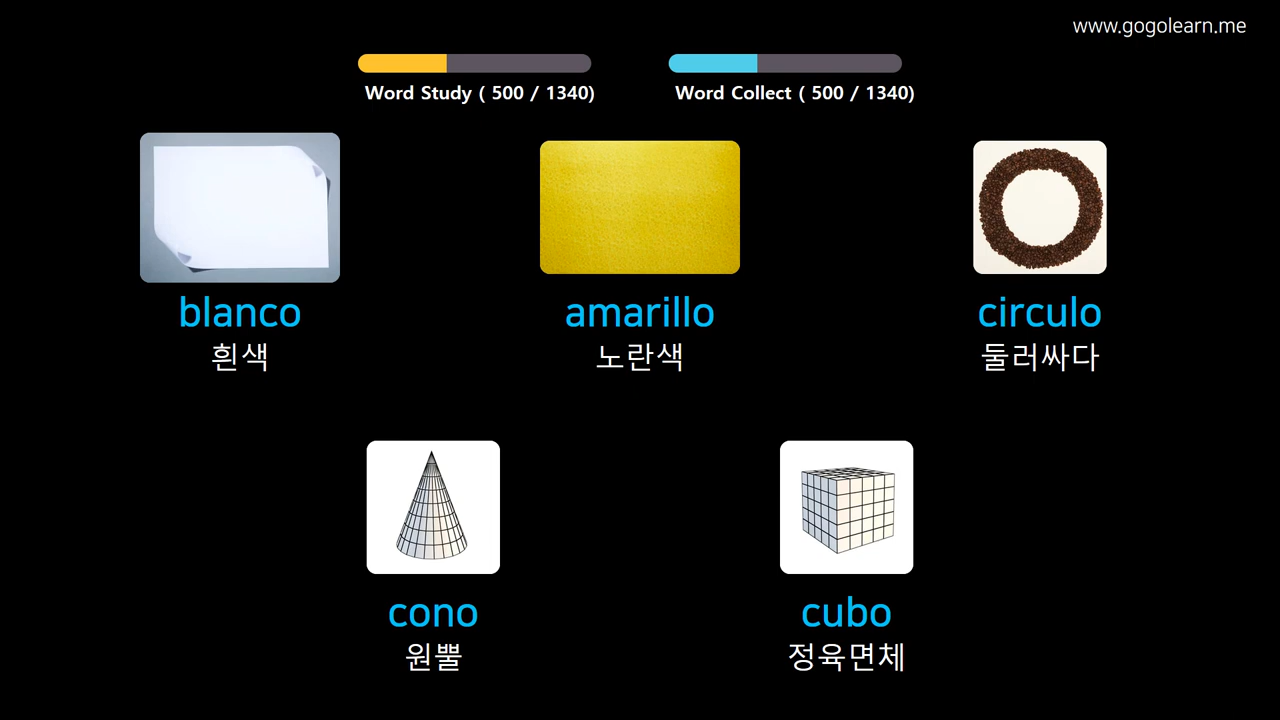 www.gogolearn.me
Word Study ( 500 / 1340)
Word Collect ( 500 / 1340)
blanco
흰색
amarillo
노란색
circulo
둘러싸다
cono
원뿔
cubo
정육면체